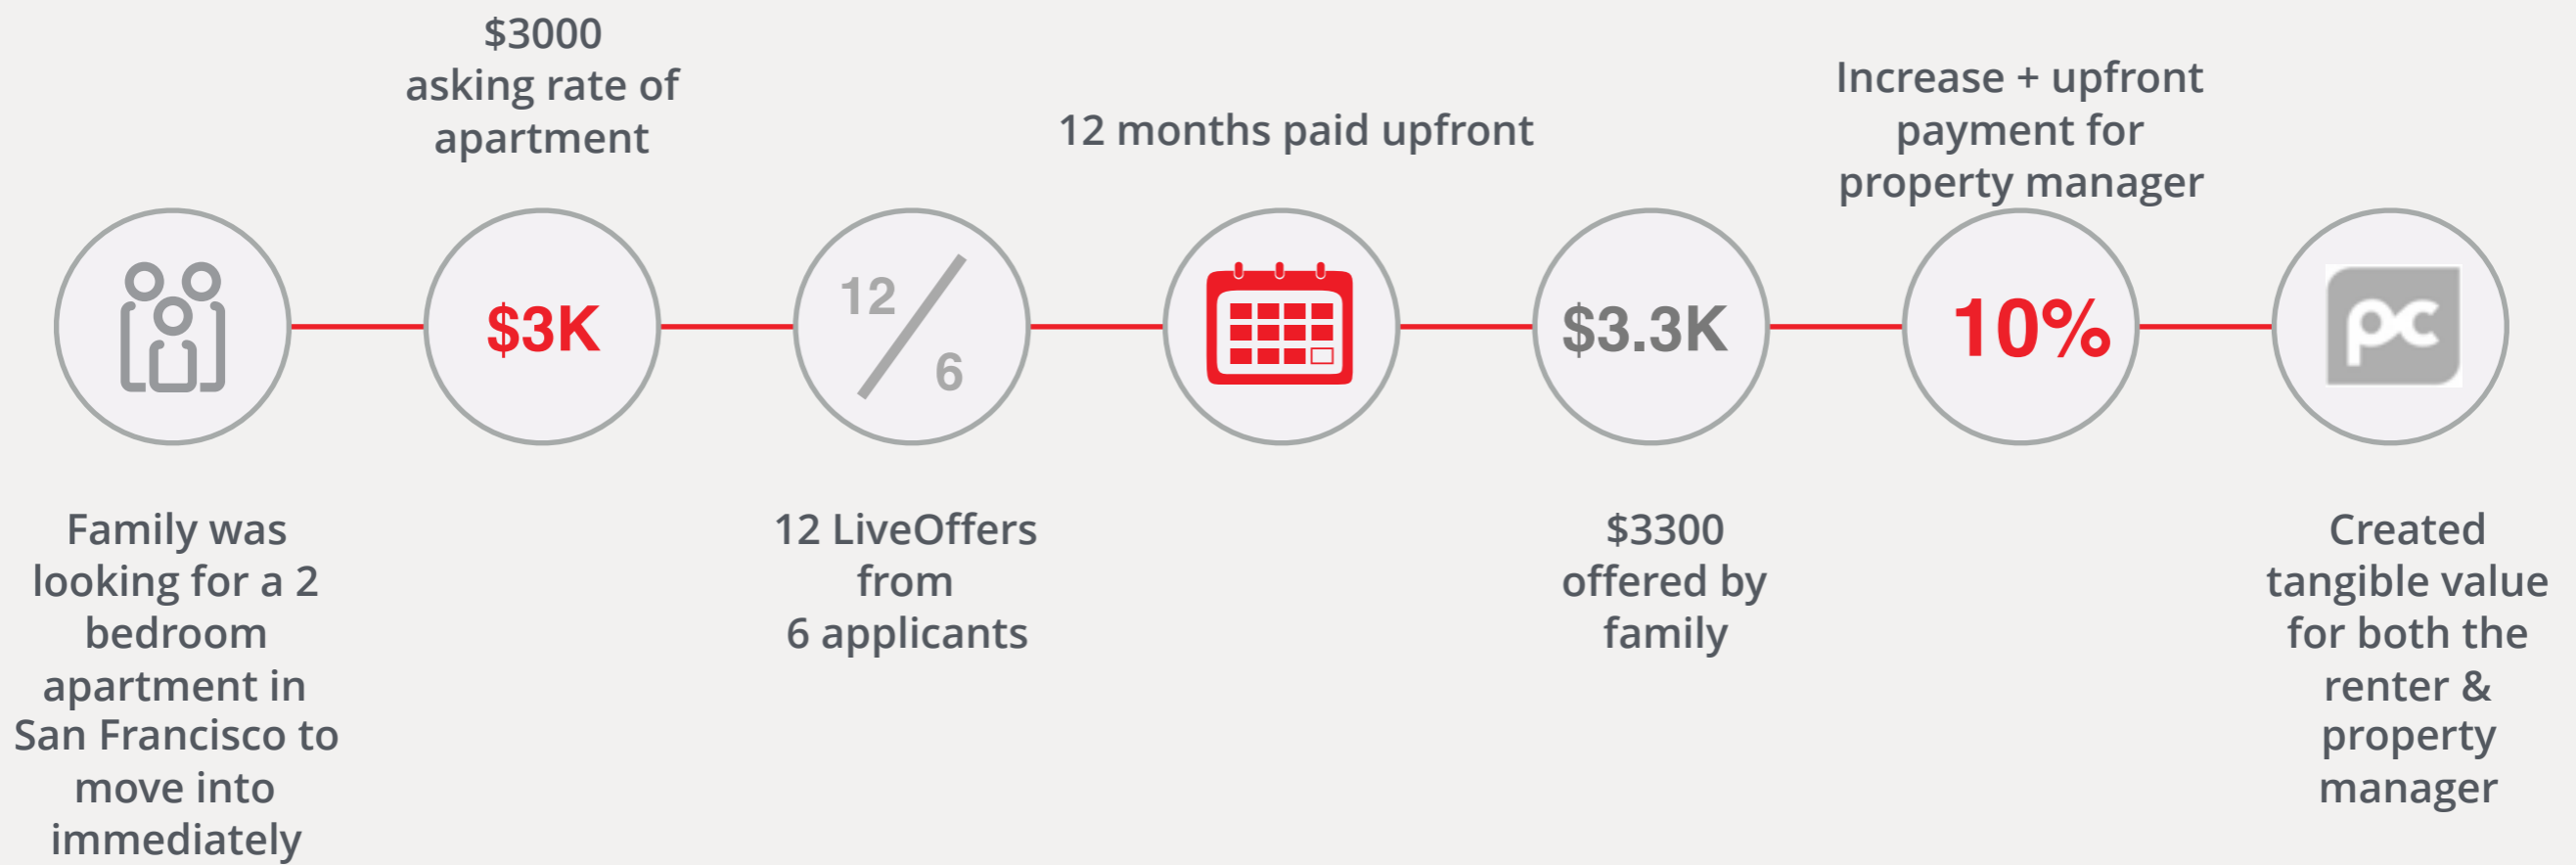 Family was
looking for a 2
bedroom
apartment in
San Francisco to
move into
immediately
$3000
asking rate of
apartment
$3K
12
6
12 LiveOffers
from
6 applicants
12 months paid upfront
$3.3K
$3300
offered by
family
Increase + upfront
payment for
property manager
10%
pc
Created
tangible value
for both the
renter &
property
manager